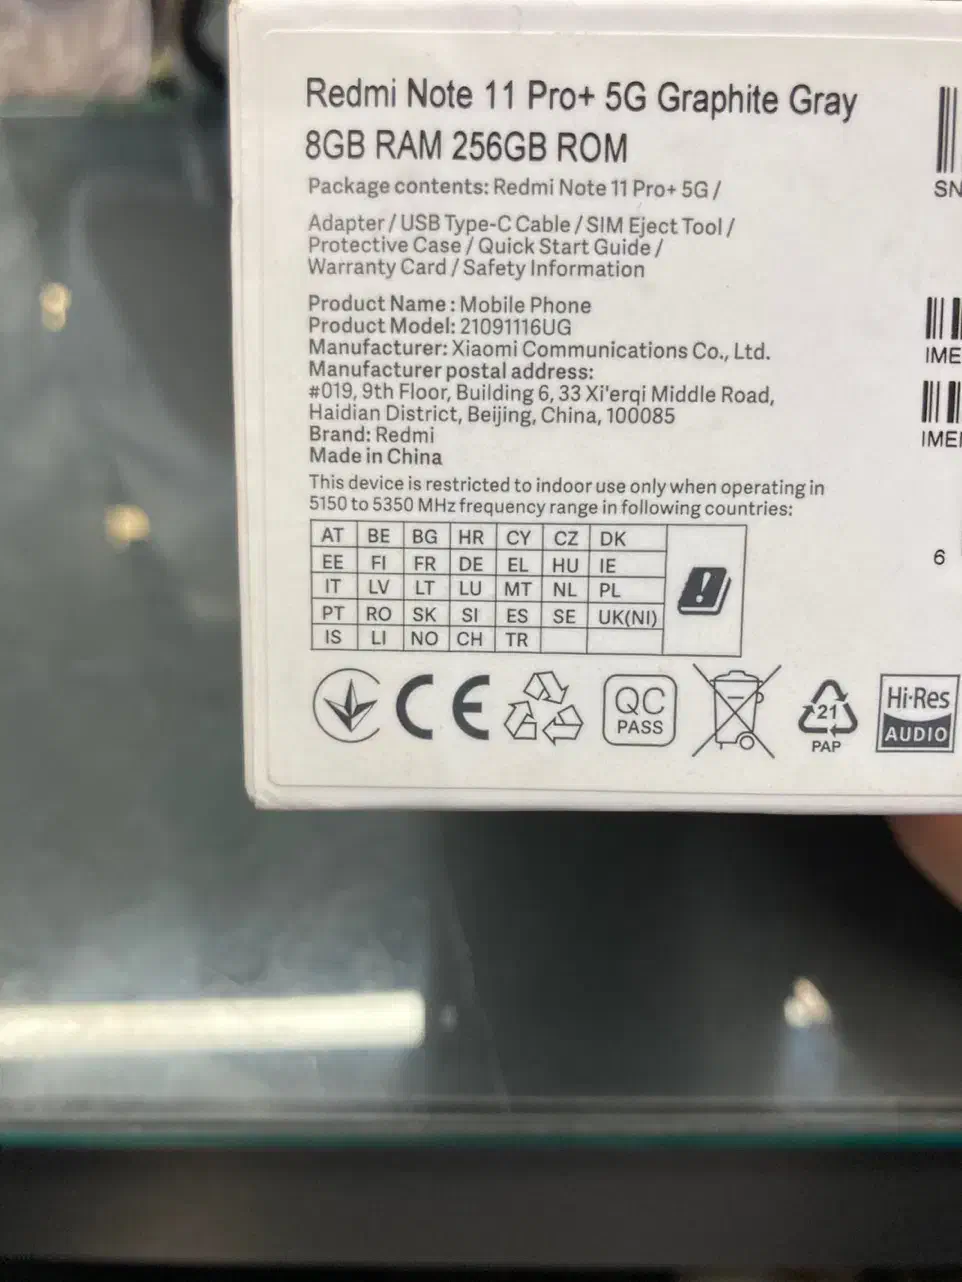 Redmi Note 11 Pro+ 5G Graphite Gray
8GB RAM 256GB ROM
Package contents: Redmi Note 11 Pro+ 5G /
Adapter / USB Type-C Cable / SIM Eject Tool /
Protective Case / Quick Start Guide /
Warranty Card / Safety Information
Product Name : Mobile Phone
Product Model: 21091116UG
Manufacturer: Xiaomi Communications Co., Ltd.
Manufacturer postal address:
#019, 9th Floor, Building 6, 33 Xi'erqi Middle Road,
Haidian District, Beijing, China, 100085
Brand: Redmi
Made in China
This device is restricted to indoor use only when operating in
5150 to 5350 MHz frequency range in following countries:
AT BE BG HR CY CZ DK
EE FI FR DE EL HU IE
IT LV LT LU MT NL PL
PT RO SK SI ES SE UK(NI)
IS LI NO CH TR
!
CE
QC
PASS
21
PAP
Hi-Res
AUDIO
SN
IME
IMEI
6